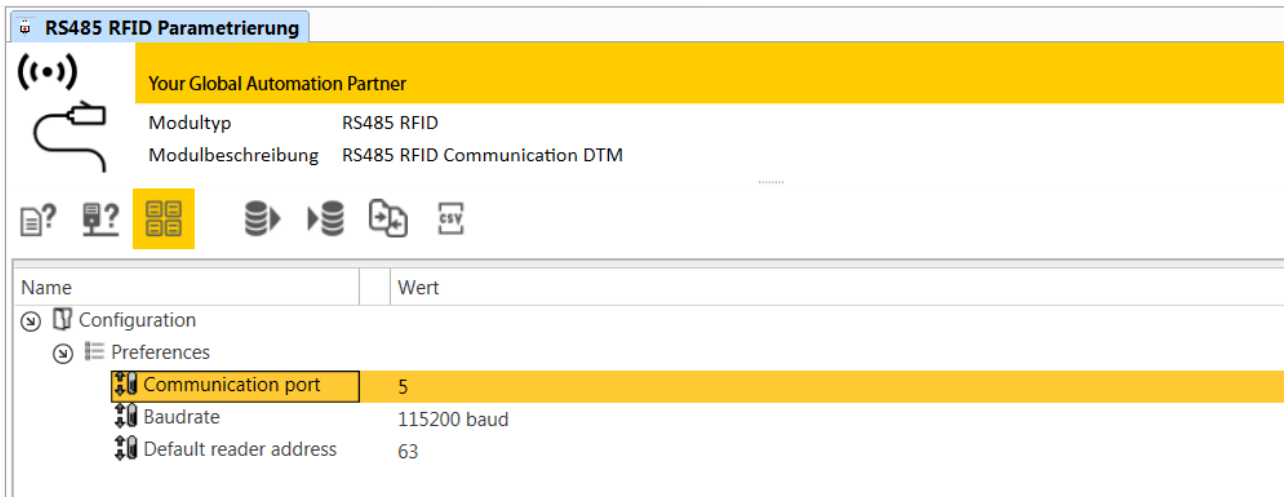 RS485 RFID Parametrierung
Your Global Automation Partner
Modultyp RS485 RFID
Modulbeschreibung RS485 RFID Communication DTM
? ? csv
Name Wert
Configuration
Preferences
Communication port 5
Baudrate 115200 baud
Default reader address 63